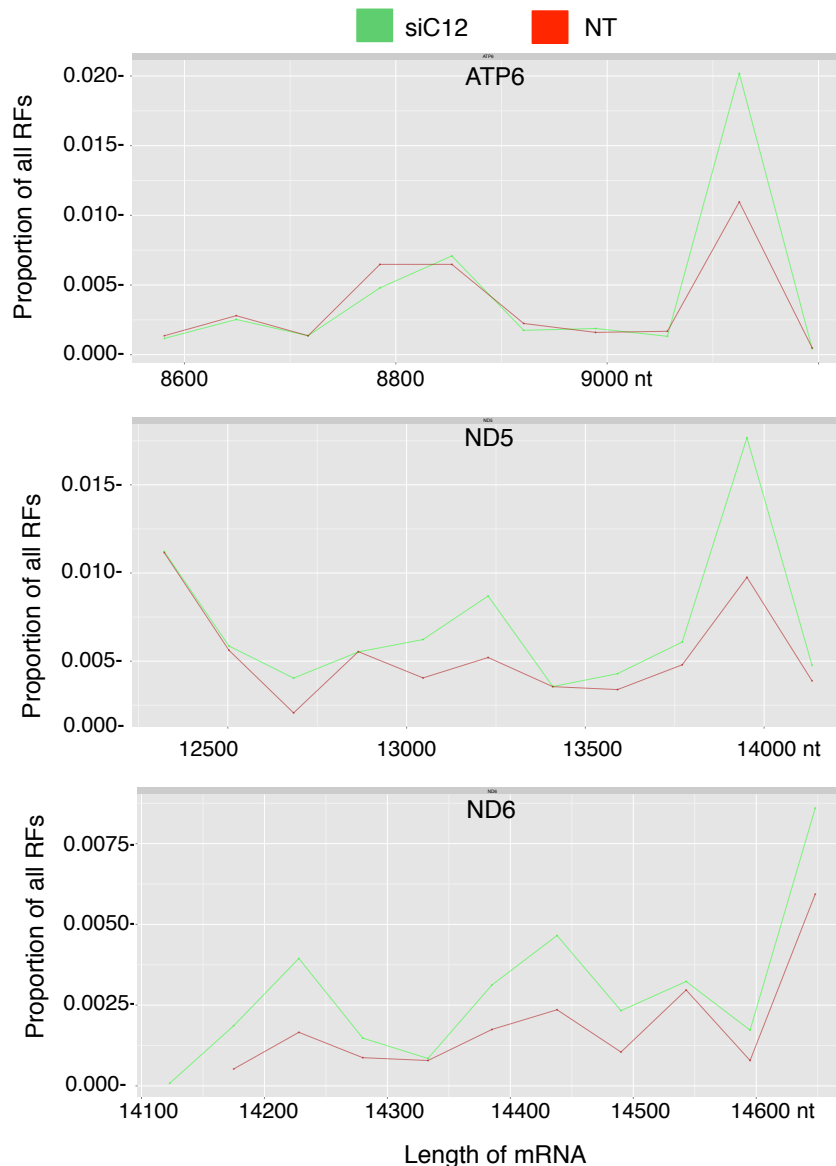 siC12 NT
ATP6
ATP6
Proportion of all RFs
0.020-
0.015-
0.010-
0.005-
0.000-
8600 8800 9000 nt
ND5
ND5
Proportion of all RFs
0.015-
0.010-
0.005-
0.000-
12500 13000 13500 14000 nt
ND6
ND6
Proportion of all RFs
0.0075-
0.0050-
0.0025-
0.000-
14100 14200 14300 14400 14500 14600 nt
Length of mRNA